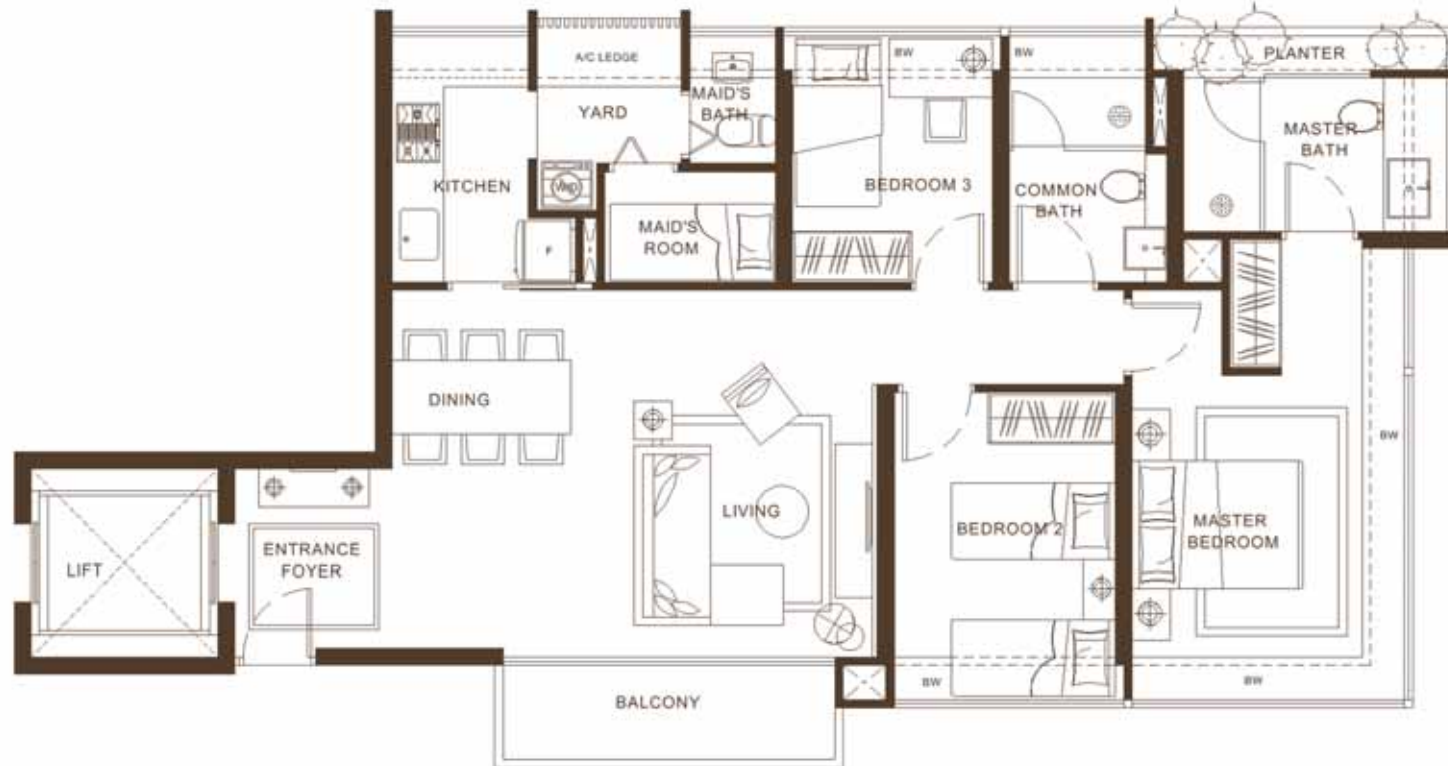 BW
BW
PLANTER
A/C LEDGE
MAID'S
BATH
YARD
MASTER
BATH
KITCHEN
BEDROOM 3
COMMON
BATH
MAID'S
ROOM
F
DINING
BW
LIVING
BEDROOM 2
MASTER
BEDROOM
ENTRANCE
FOYER
LIFT
BW
BW
BALCONY